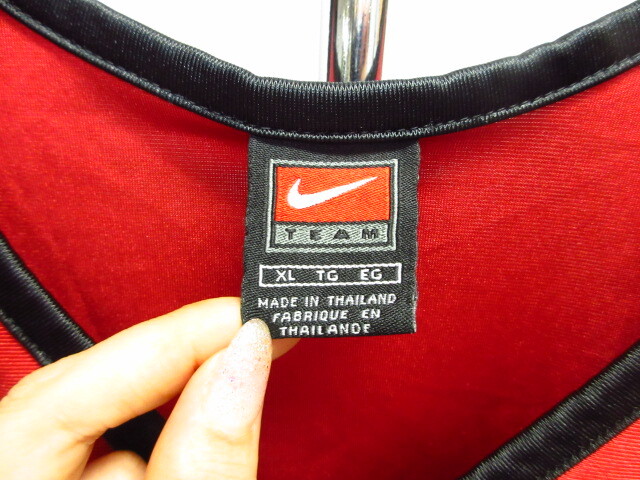 TEAM
XL TG EG
MADE IN THAILAND
FABRIQUE EN
THAILANDE